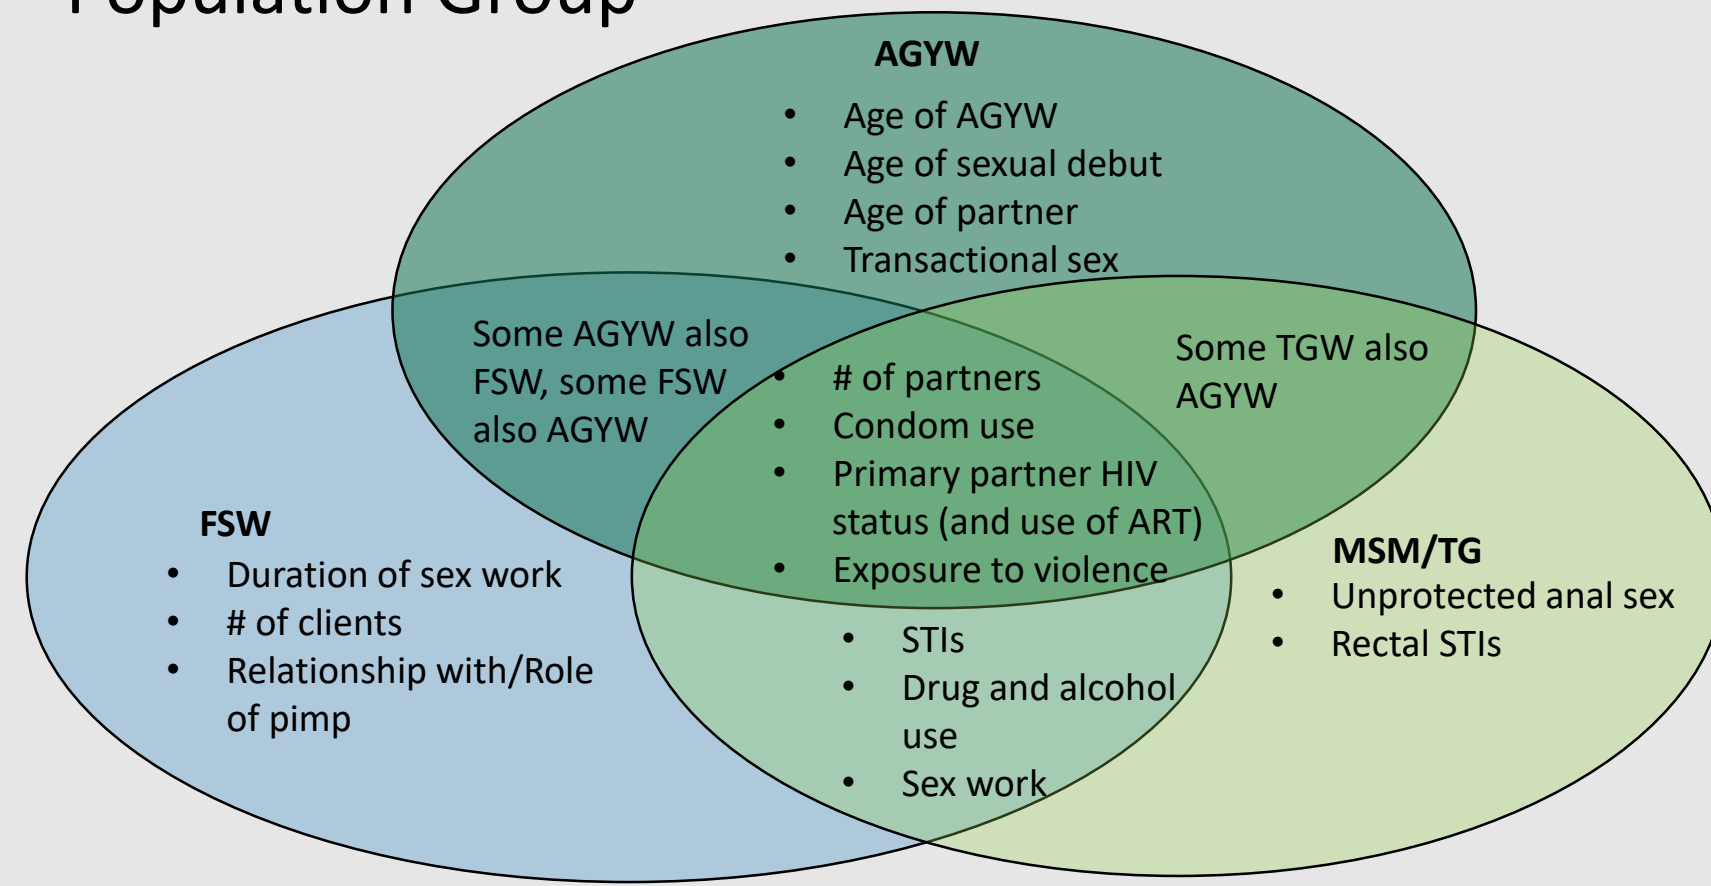 Population Group
AGYW
• Age of AGYW
• Age of sexual debut
• Age of partner
• Transactional sex
Some AGYW also
FSW, some FSW
also AGYW
• # of partners
• Condom use
• Primary partner HIV
status (and use of ART)
• Exposure to violence
Some TGW also
AGYW
FSW
• Duration of sex work
• # of clients
• Relationship with/Role
of pimp
• STIs
• Drug and alcohol
use
• Sex work
MSM/TG
• Unprotected anal sex
• Rectal STIs